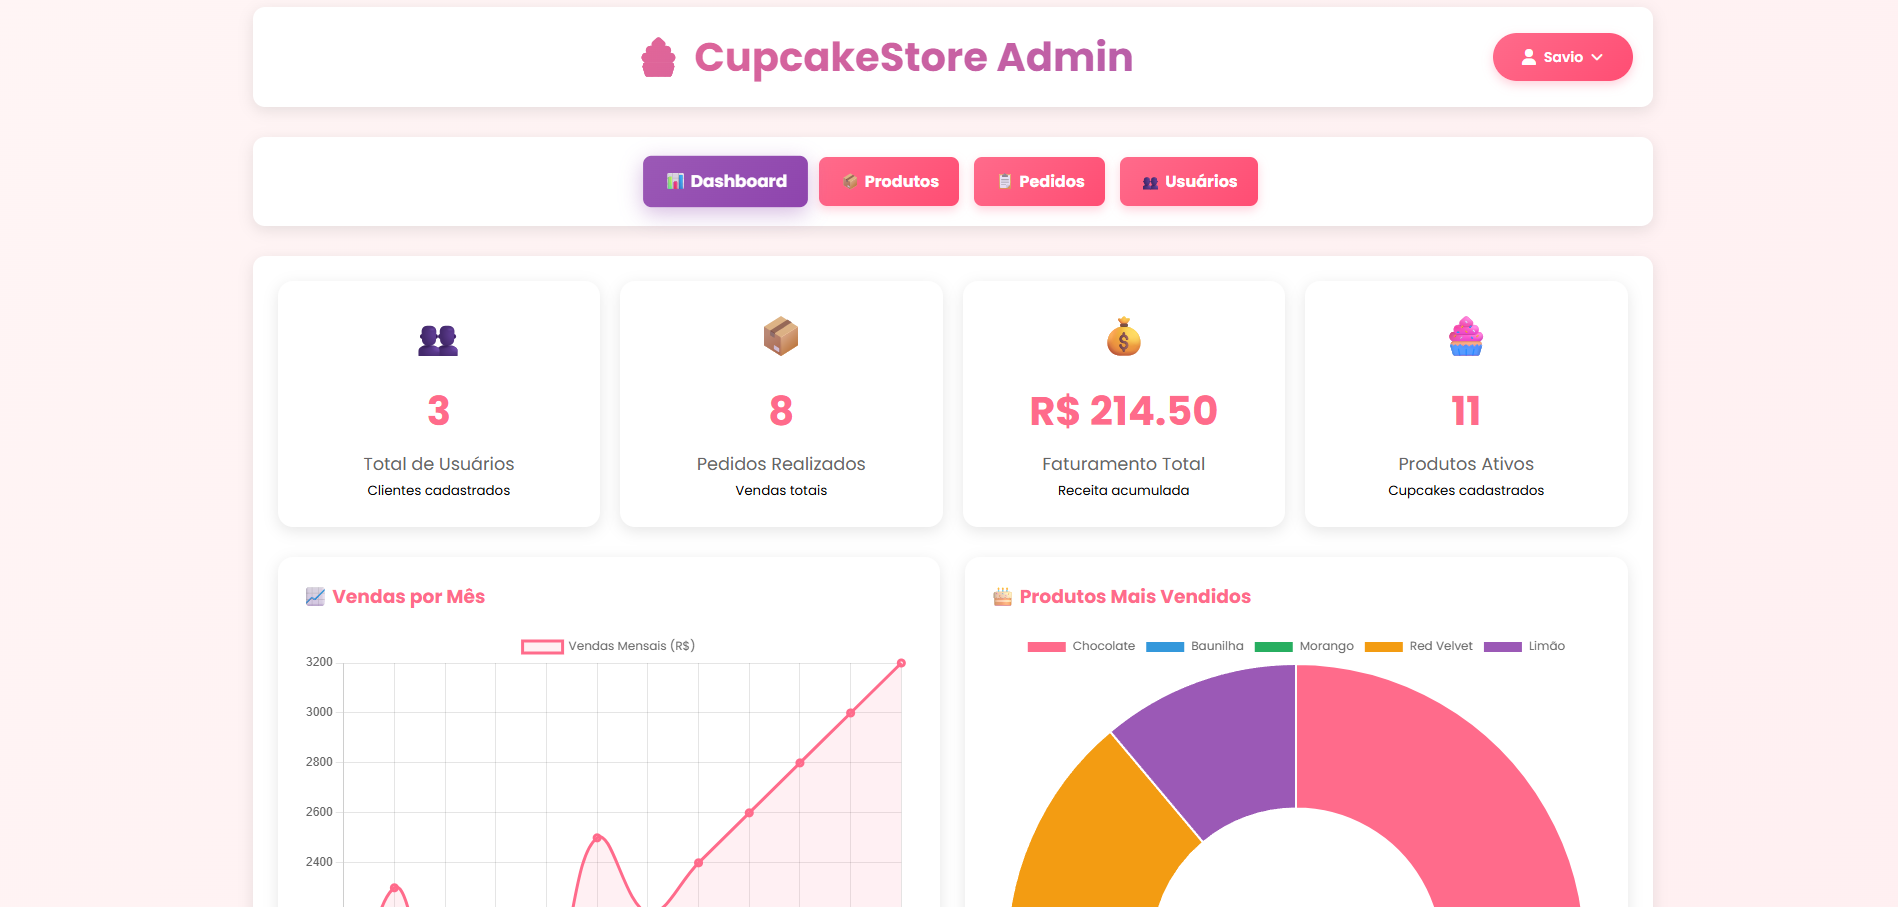 CupcakeStore Admin
Savio
Dashboard
Produtos
Pedidos
Usuários
3
Total de Usuários
Clientes cadastrados
8
Pedidos Realizados
Vendas totais
R$ 214.50
Faturamento Total
Receita acumulada
11
Produtos Ativos
Cupcakes cadastrados
Vendas por Mês
Vendas Mensais (R$)
3200
3000
2800
2600
2400
Produtos Mais Vendidos
Chocolate Baunilha Morango Red Velvet Limão